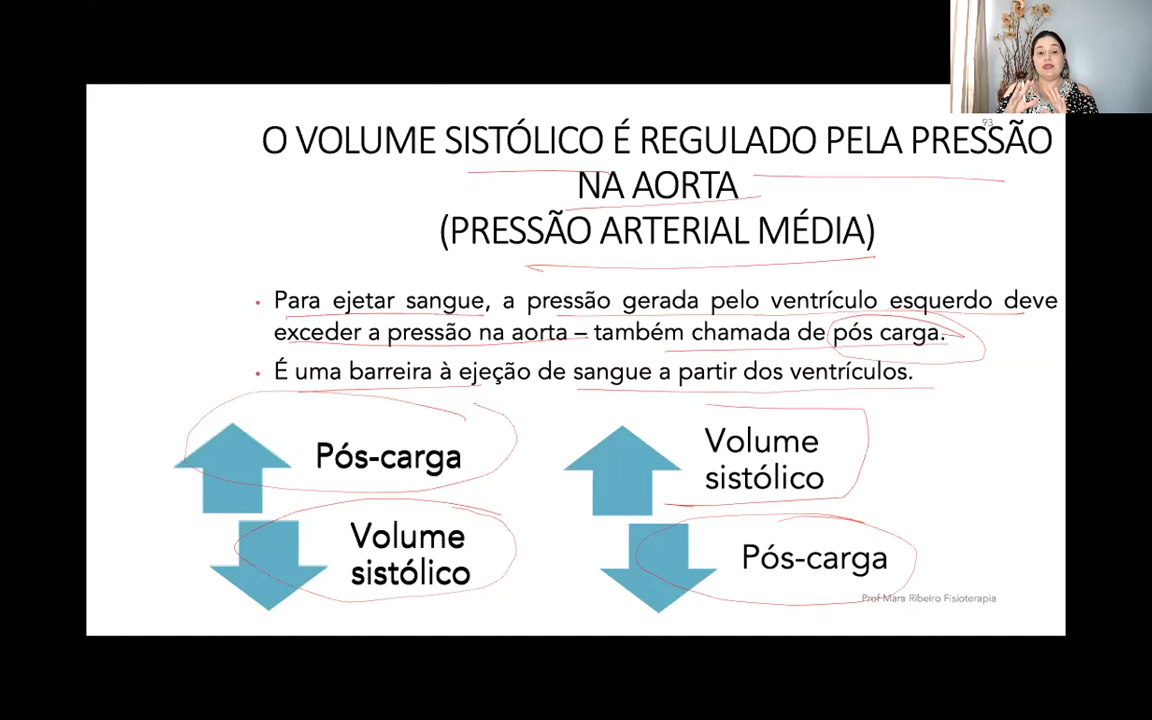 93
O VOLUME SISTÓLICO É REGULADO PELA PRESSÃO
NA AORTA
(PRESSÃO ARTERIAL MÉDIA)
• Para ejetar sangue, a pressão gerada pelo ventrículo esquerdo deve
exceder a pressão na aorta – também chamada de pós carga.
• É uma barreira à ejeção de sangue a partir dos ventrículos.
Pós-carga
Volume
sistólico
Volume
sistólico
Pós-carga
Prof Mara Ribeiro Fisioterapia